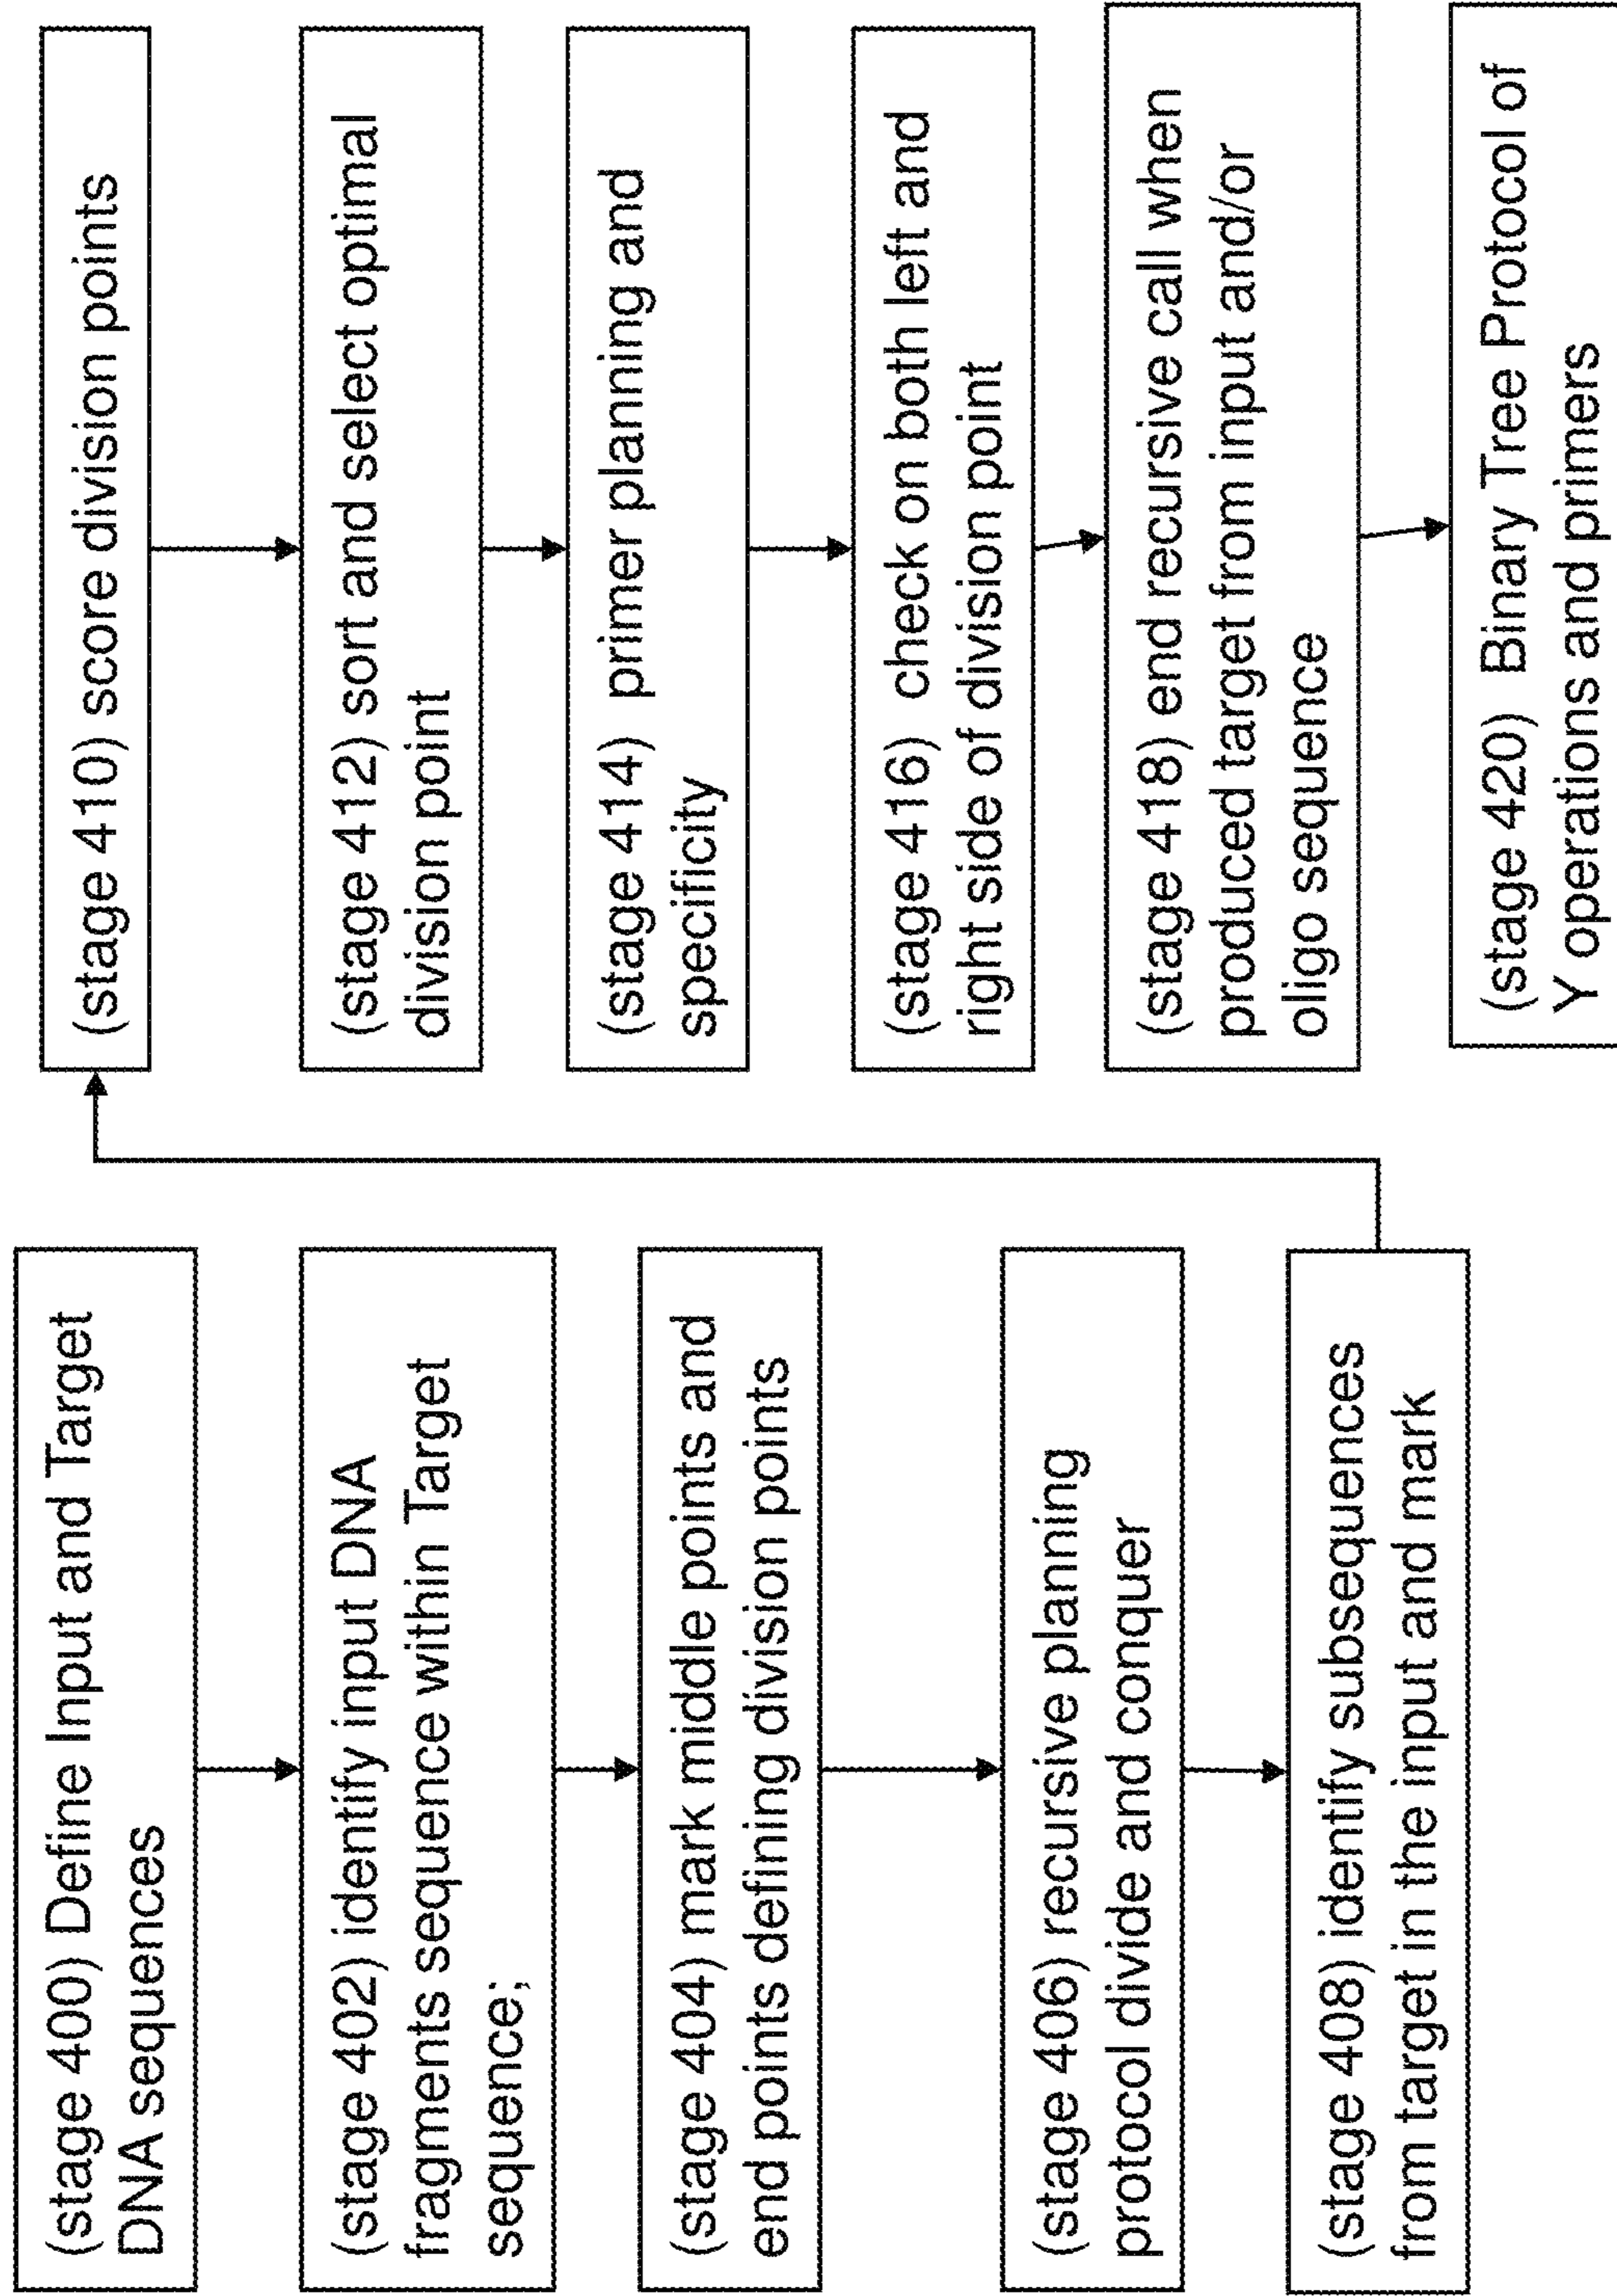 (stage 400) Define Input and Target
DNA sequences
(stage 402) identify input DNA
fragments sequence within Target
sequence;
(stage 404) mark middle points and
end points defining division points
(stage 406) recursive planning
protocol divide and conquer
(stage 408) identify subsequences
from target in the input and mark
(stage 410) score division points
(stage 412) sort and select optimal
division point
(stage 414) primer planning and
specificity
(stage 416) check on both left and
right side of division point
(stage 418) end recursive call when
produced target from input and/or
oligo sequence
(stage 420) Binary Tree Protocol of
Y operations and primers